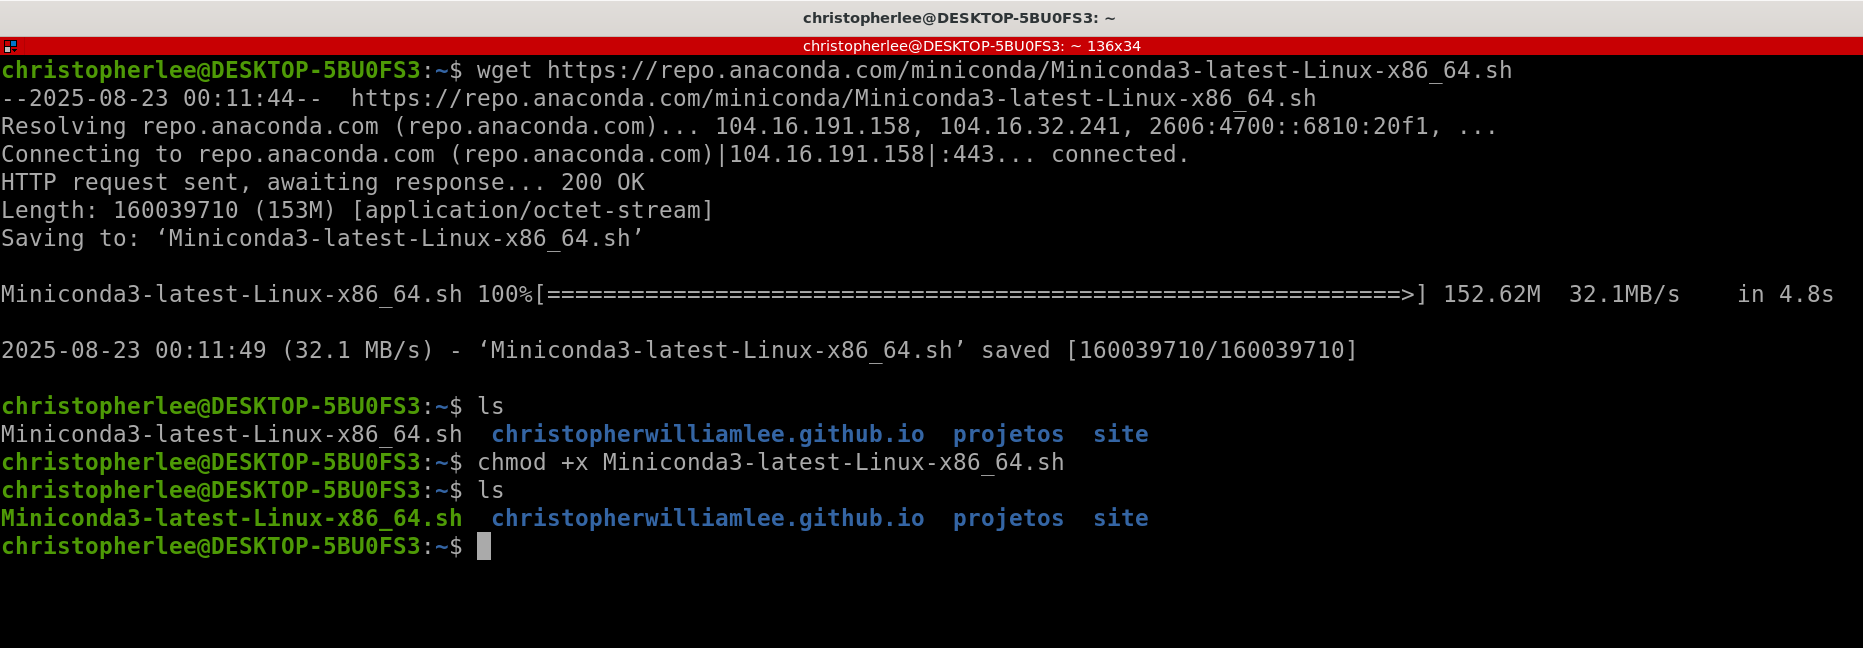 christopherlee@DESKTOP-5BU0FS3: ~
christopherlee@DESKTOP-5BU0FS3: ~ 136x34
christopherlee@DESKTOP-5BU0FS3:~$ wget https://repo.anaconda.com/miniconda/Miniconda3-latest-Linux-x86_64.sh
--2025-08-23 00:11:44--  https://repo.anaconda.com/miniconda/Miniconda3-latest-Linux-x86_64.sh
Resolving repo.anaconda.com (repo.anaconda.com)... 104.16.191.158, 104.16.32.241, 2606:4700::6810:20f1, ...
Connecting to repo.anaconda.com (repo.anaconda.com)|104.16.191.158|:443... connected.
HTTP request sent, awaiting response... 200 OK
Length: 160039710 (153M) [application/octet-stream]
Saving to: ‘Miniconda3-latest-Linux-x86_64.sh’
Miniconda3-latest-Linux-x86_64.sh 100%[=============================================================>] 152.62M  32.1MB/s    in 4.8s
2025-08-23 00:11:49 (32.1 MB/s) - ‘Miniconda3-latest-Linux-x86_64.sh’ saved [160039710/160039710]
christopherlee@DESKTOP-5BU0FS3:~$ ls
Miniconda3-latest-Linux-x86_64.sh  christopherwilliamlee.github.io  projetos  site
christopherlee@DESKTOP-5BU0FS3:~$ chmod +x Miniconda3-latest-Linux-x86_64.sh
christopherlee@DESKTOP-5BU0FS3:~$ ls
Miniconda3-latest-Linux-x86_64.sh  christopherwilliamlee.github.io  projetos  site
christopherlee@DESKTOP-5BU0FS3:~$